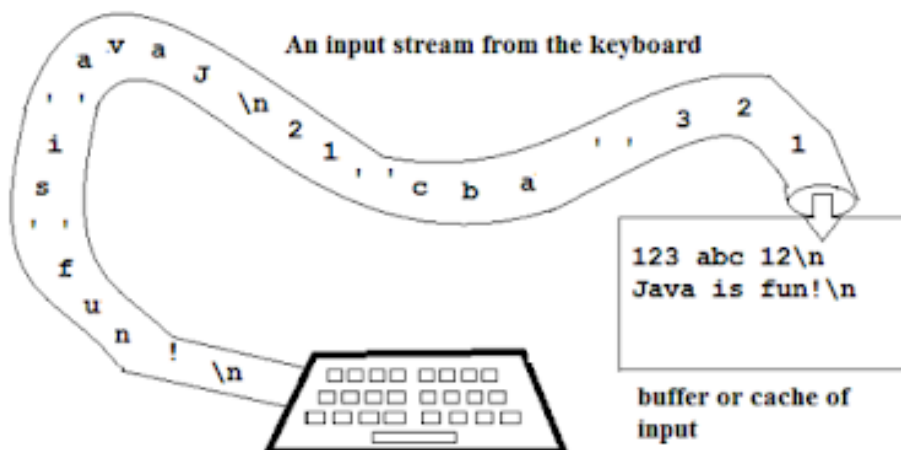 An input stream from the keyboard
a v a J \n 2 1 ' ' c b a ' ' 3 2 1
' '
i
s
' '
f
u
n
!
\n
123 abc 12\n
Java is fun!\n
buffer or cache of
input